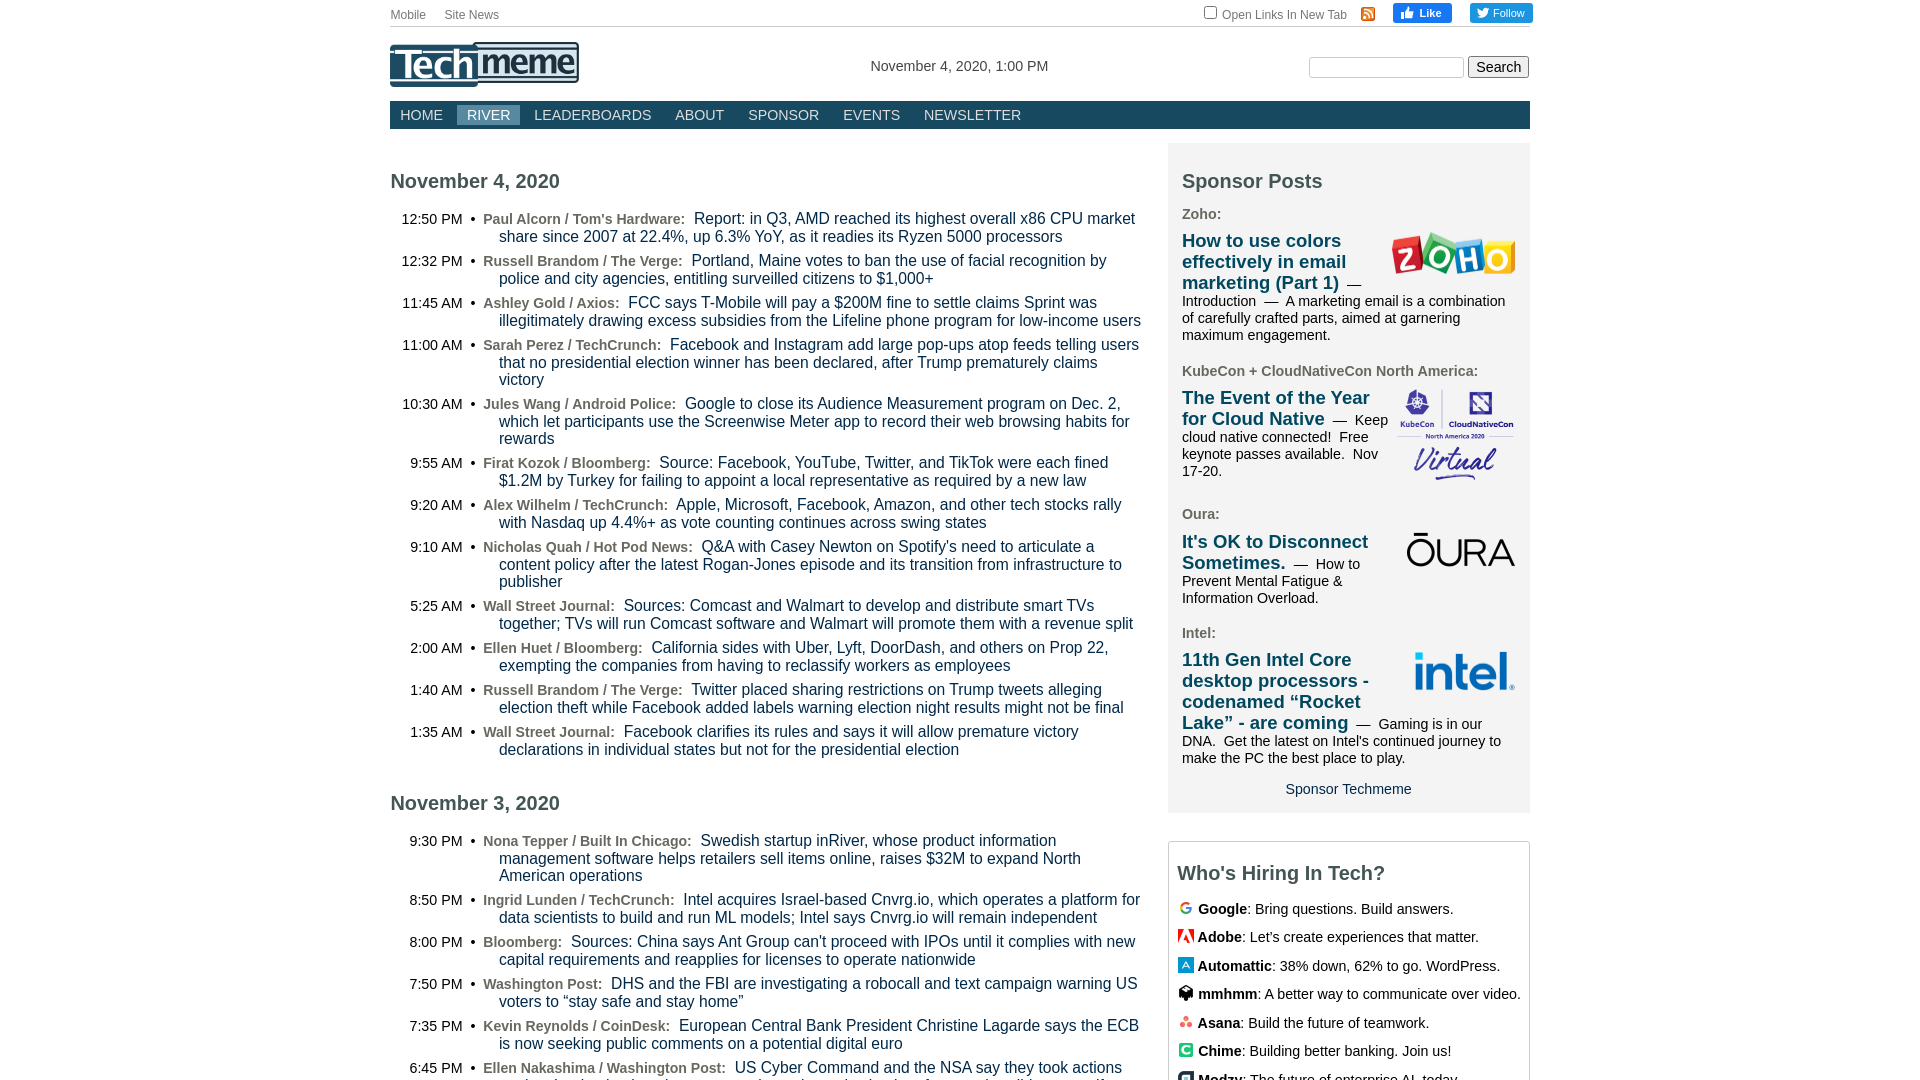 Mobile Site News Open Links In New Tab Like Follow
Techmeme
November 4, 2020, 1:00 PM
Search
HOME RIVER LEADERBOARDS ABOUT SPONSOR EVENTS NEWSLETTER
November 4, 2020
12:50 PM • Paul Alcorn / Tom's Hardware: Report: in Q3, AMD reached its highest overall x86 CPU market
share since 2007 at 22.4%, up 6.3% YoY, as it readies its Ryzen 5000 processors
12:32 PM • Russell Brandom / The Verge: Portland, Maine votes to ban the use of facial recognition by
police and city agencies, entitling surveilled citizens to $1,000+
11:45 AM • Ashley Gold / Axios: FCC says T-Mobile will pay a $200M fine to settle claims Sprint was
illegitimately drawing excess subsidies from the Lifeline phone program for low-income users
11:00 AM • Sarah Perez / TechCrunch: Facebook and Instagram add large pop-ups atop feeds telling users
that no presidential election winner has been declared, after Trump prematurely claims
victory
10:30 AM • Jules Wang / Android Police: Google to close its Audience Measurement program on Dec. 2,
which let participants use the Screenwise Meter app to record their web browsing habits for
rewards
9:55 AM • Firat Kozok / Bloomberg: Source: Facebook, YouTube, Twitter, and TikTok were each fined
$1.2M by Turkey for failing to appoint a local representative as required by a new law
9:20 AM • Alex Wilhelm / TechCrunch: Apple, Microsoft, Facebook, Amazon, and other tech stocks rally
with Nasdaq up 4.4%+ as vote counting continues across swing states
9:10 AM • Nicholas Quah / Hot Pod News: Q&A with Casey Newton on Spotify's need to articulate a
content policy after the latest Rogan-Jones episode and its transition from infrastructure to
publisher
5:25 AM • Wall Street Journal: Sources: Comcast and Walmart to develop and distribute smart TVs
together; TVs will run Comcast software and Walmart will promote them with a revenue split
2:00 AM • Ellen Huet / Bloomberg: California sides with Uber, Lyft, DoorDash, and others on Prop 22,
exempting the companies from having to reclassify workers as employees
1:40 AM • Russell Brandom / The Verge: Twitter placed sharing restrictions on Trump tweets alleging
election theft while Facebook added labels warning election night results might not be final
1:35 AM • Wall Street Journal: Facebook clarifies its rules and says it will allow premature victory
declarations in individual states but not for the presidential election
November 3, 2020
9:30 PM • Nona Tepper / Built In Chicago: Swedish startup inRiver, whose product information
management software helps retailers sell items online, raises $32M to expand North
American operations
8:50 PM • Ingrid Lunden / TechCrunch: Intel acquires Israel-based Cnvrg.io, which operates a platform for
data scientists to build and run ML models; Intel says Cnvrg.io will remain independent
8:00 PM • Bloomberg: Sources: China says Ant Group can't proceed with IPOs until it complies with new
capital requirements and reapplies for licenses to operate nationwide
7:50 PM • Washington Post: DHS and the FBI are investigating a robocall and text campaign warning US
voters to “stay safe and stay home”
7:35 PM • Kevin Reynolds / CoinDesk: European Central Bank President Christine Lagarde says the ECB
is now seeking public comments on a potential digital euro
6:45 PM • Ellen Nakashima / Washington Post: US Cyber Command and the NSA say they took actions
Sponsor Posts
Zoho:
How to use colors
effectively in email
marketing (Part 1) —
Introduction — A marketing email is a combination
of carefully crafted parts, aimed at garnering
maximum engagement.
ZOHO
KubeCon + CloudNativeCon North America:
The Event of the Year
for Cloud Native — Keep
cloud native connected! Free
keynote passes available. Nov
17-20.
KubeCon CloudNativeCon
North America 2020
Virtual
Oura:
It's OK to Disconnect
Sometimes. — How to
Prevent Mental Fatigue &
Information Overload.
ŌURA
Intel:
11th Gen Intel Core
desktop processors -
codenamed “Rocket
Lake” - are coming — Gaming is in our
DNA. Get the latest on Intel's continued journey to
make the PC the best place to play.
intel
Sponsor Techmeme
Who's Hiring In Tech?
Google: Bring questions. Build answers.
Adobe: Let’s create experiences that matter.
Automattic: 38% down, 62% to go. WordPress.
mmhmm: A better way to communicate over video.
Asana: Build the future of teamwork.
Chime: Building better banking. Join us!
Modzy: The future of enterprise AI, today.